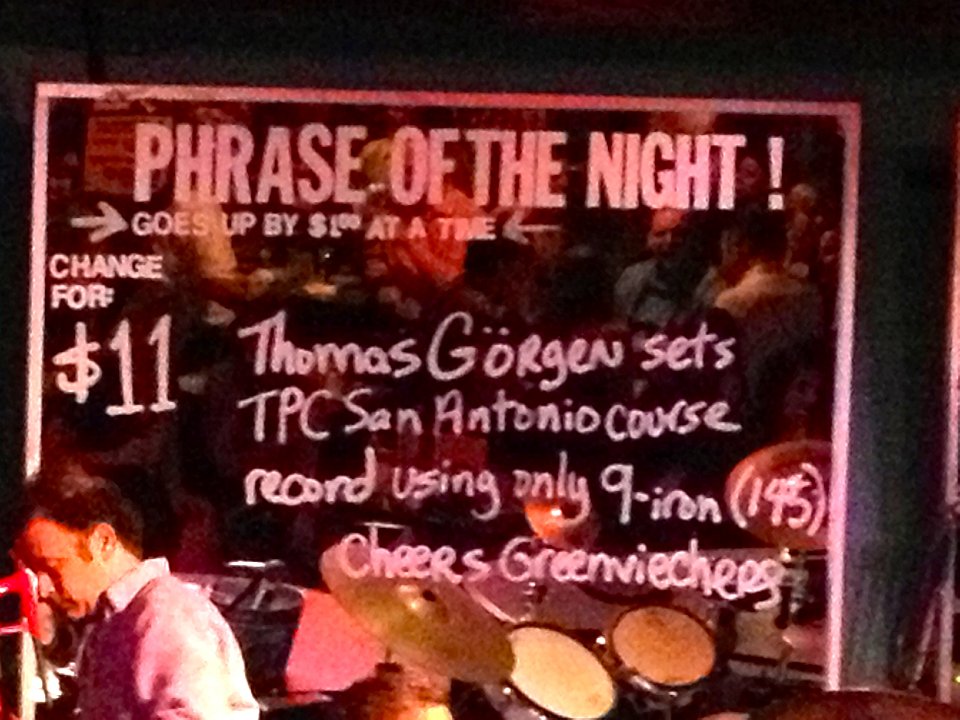 PHRASE OF THE NIGHT!
→ GOES UP BY $1.00 AT A TIME ←
CHANGE
FOR:
$11
Thomas Görgen sets
TPC San Antonio course
record using only 9-iron (145)
Cheers Greenviechers